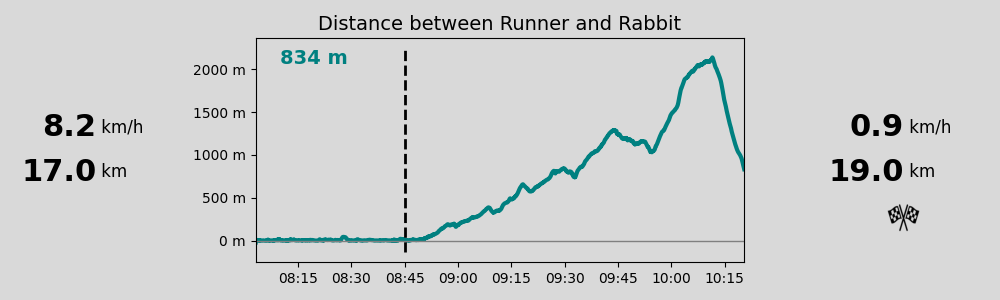 Distance between Runner and Rabbit
834 m
2000 m
1500 m
1000 m
500 m
0 m
08:15 08:30 08:45 09:00 09:15 09:30 09:45 10:00 10:15
8.2 km/h
17.0 km
0.9 km/h
19.0 km